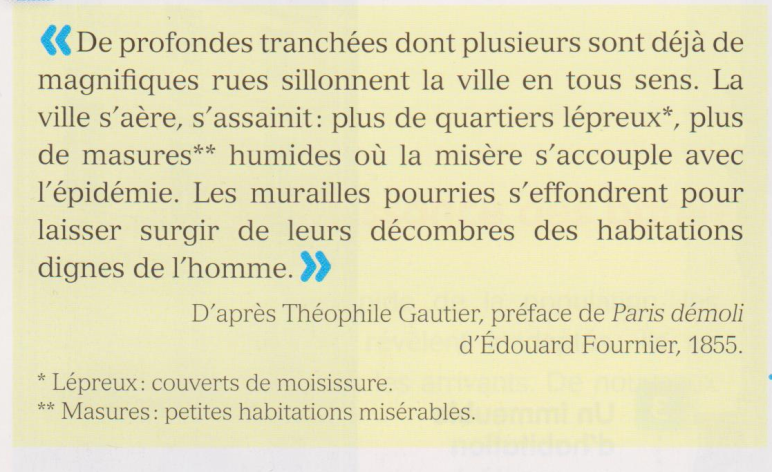 « De profondes tranchées dont plusieurs sont déjà de
magnifiques rues sillonnent la ville en tous sens. La
ville s'aère, s'assainit : plus de quartiers lépreux*, plus
de masures** humides où la misère s'accouple avec
l'épidémie. Les murailles pourries s'effondrent pour
laisser surgir de leurs décombres des habitations
dignes de l'homme. »
D'après Théophile Gautier, préface de Paris démoli
d'Édouard Fournier, 1855.
* Lépreux : couverts de moisissure.
** Masures : petites habitations misérables.